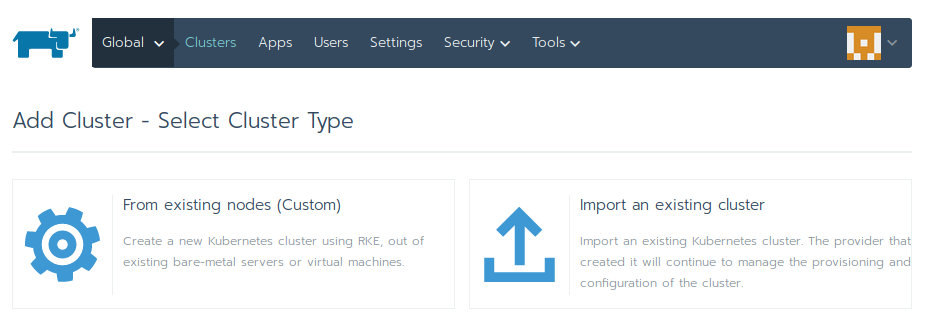 Global Clusters Apps Users Settings Security Tools
Add Cluster - Select Cluster Type
From existing nodes (Custom)
Create a new Kubernetes cluster using RKE, out of
existing bare-metal servers or virtual machines.
Import an existing cluster
Import an existing Kubernetes cluster. The provider that
created it will continue to manage the provisioning and
configuration of the cluster.